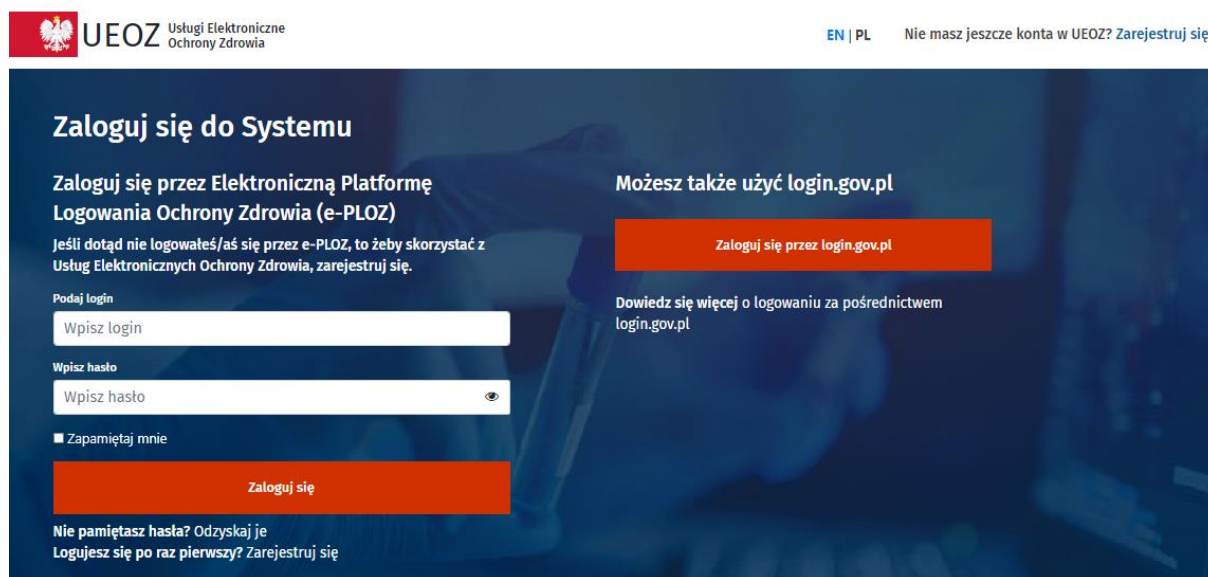 UEOZ Usługi Elektroniczne
Ochrony Zdrowia
EN | PL Nie masz jeszcze konta w UEOZ? Zarejestruj się
Zaloguj się do Systemu
Zaloguj się przez Elektroniczną Platformę
Logowania Ochrony Zdrowia (e-PLOZ)
Jeśli dotąd nie logowałeś/aś się przez e-PLOZ, to żeby skorzystać z
Usług Elektronicznych Ochrony Zdrowia, zarejestruj się.
Podaj login
Wpisz login
Wpisz hasło
Wpisz hasło
Zapamiętaj mnie
Zaloguj się
Nie pamiętasz hasła? Odzyskaj je
Logujesz się po raz pierwszy? Zarejestruj się
Możesz także użyć login.gov.pl
Zaloguj się przez login.gov.pl
Dowiedz się więcej o logowaniu za pośrednictwem
login.gov.pl